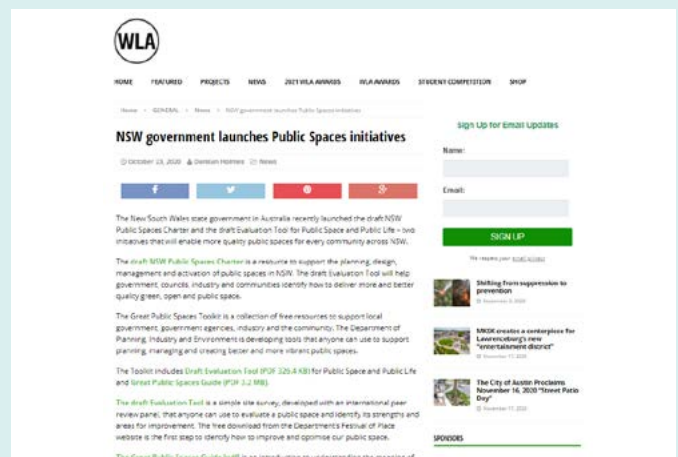 WLA
HOME FEATURED PROJECTS NEWS 2021 WLA AWARDS WLA AWARDS STUDENT COMPETITION SHOP
Home > GENERAL > News > NSW government launches Public Spaces initiatives
NSW government launches Public Spaces initiatives
October 23, 2020 Damian Holmes News
The New South Wales state government in Australia recently launched the draft NSW
Public Spaces Charter and the draft Evaluation Tool for Public Space and Public Life – two
initiatives that will enable more quality public spaces for every community across NSW.
The draft NSW Public Spaces Charter is a resource to support the planning, design,
management and activation of public spaces in NSW. The draft Evaluation Tool will help
government, councils, industry and communities identify how to deliver more and better
quality green, open and public space.
The Great Public Spaces Toolkit is a collection of free resources to support local
government, government agencies, industry and the community. The Department of
Planning, Industry and Environment is developing tools that anyone can use to support
planning, managing and creating better and more vibrant public spaces.
The Toolkit includes Draft Evaluation Tool (PDF 326.4 KB) for Public Space and Public Life
and Great Public Spaces Guide (PDF 3.2 MB).
The draft Evaluation Tool is a simple site survey, developed with an international peer
review panel, that anyone can use to evaluate a public space and identify its strengths and
areas for improvement. The free download from the Department's Festival of Place
website is the first step to identify how to improve and optimise our public space.
Sign Up for Email Updates
Name:
Email:
SIGN UP
We respect your email privacy
Shifting from suppression to
prevention
MKSK creates a centerpiece for
Lawrenceburg's new
"entertainment district"
November 17, 2020
The City of Austin Proclaims
November 16, 2020 "Street Patio
Day"
November 17, 2020
SPONSORS